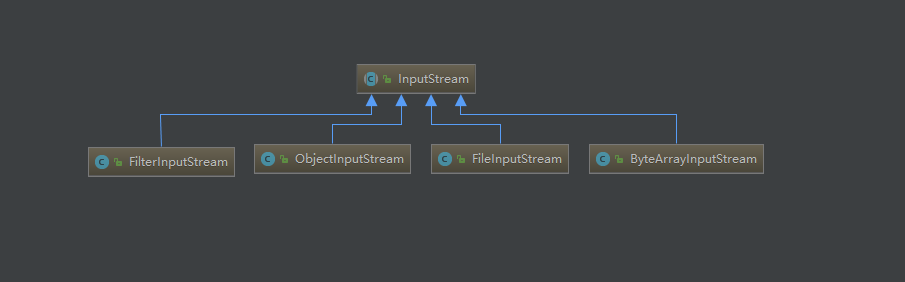 InputStream
FilterInputStream
ObjectInputStream
FileInputStream
ByteArrayInputStream